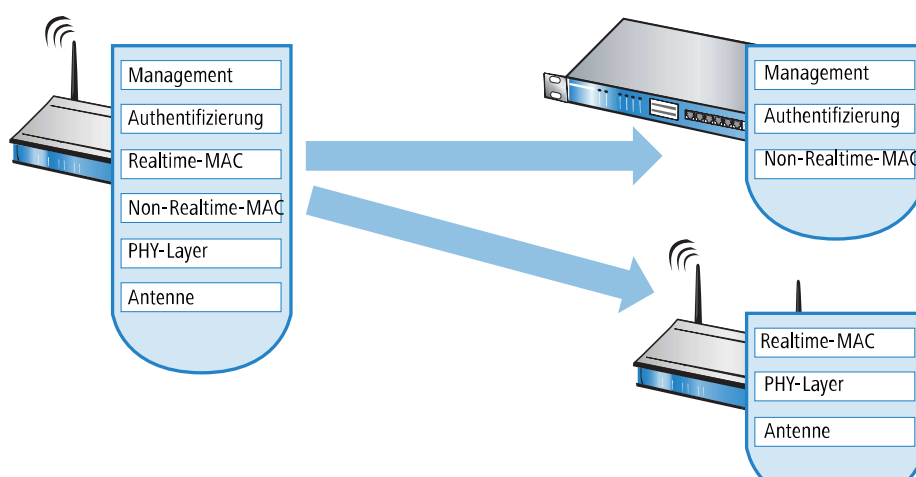 Management
Authentifizierung
Realtime-MAC
Non-Realtime-MAC
PHY-Layer
Antenne
Management
Authentifizierung
Non-Realtime-MAC
Realtime-MAC
PHY-Layer
Antenne